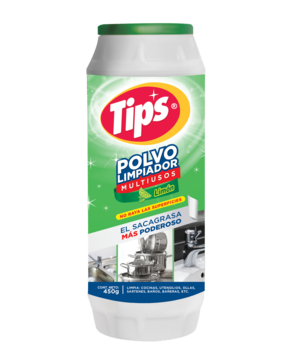 Tips®
POLVO
LIMPIADOR
MULTIUSOS
Limón
NO RAYA LAS SUPERFICIES
EL SACAGRASA
MÁS PODEROSO
CONT. NETO:
450g
LIMPIA: COCINAS, UTENSILIOS, OLLAS,
SARTENES, BAÑOS, BAÑERAS, ETC.